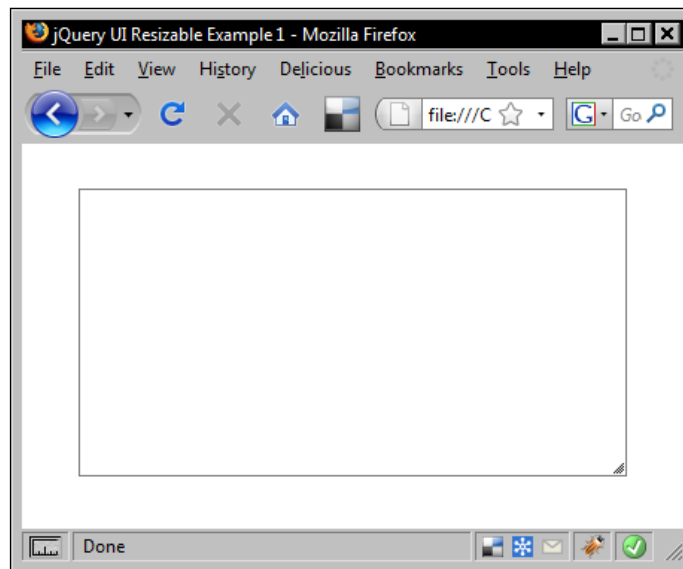 jQuery UI Resizable Example 1 - Mozilla Firefox
File Edit View History Delicious Bookmarks Tools Help
file:///C G Go
Done